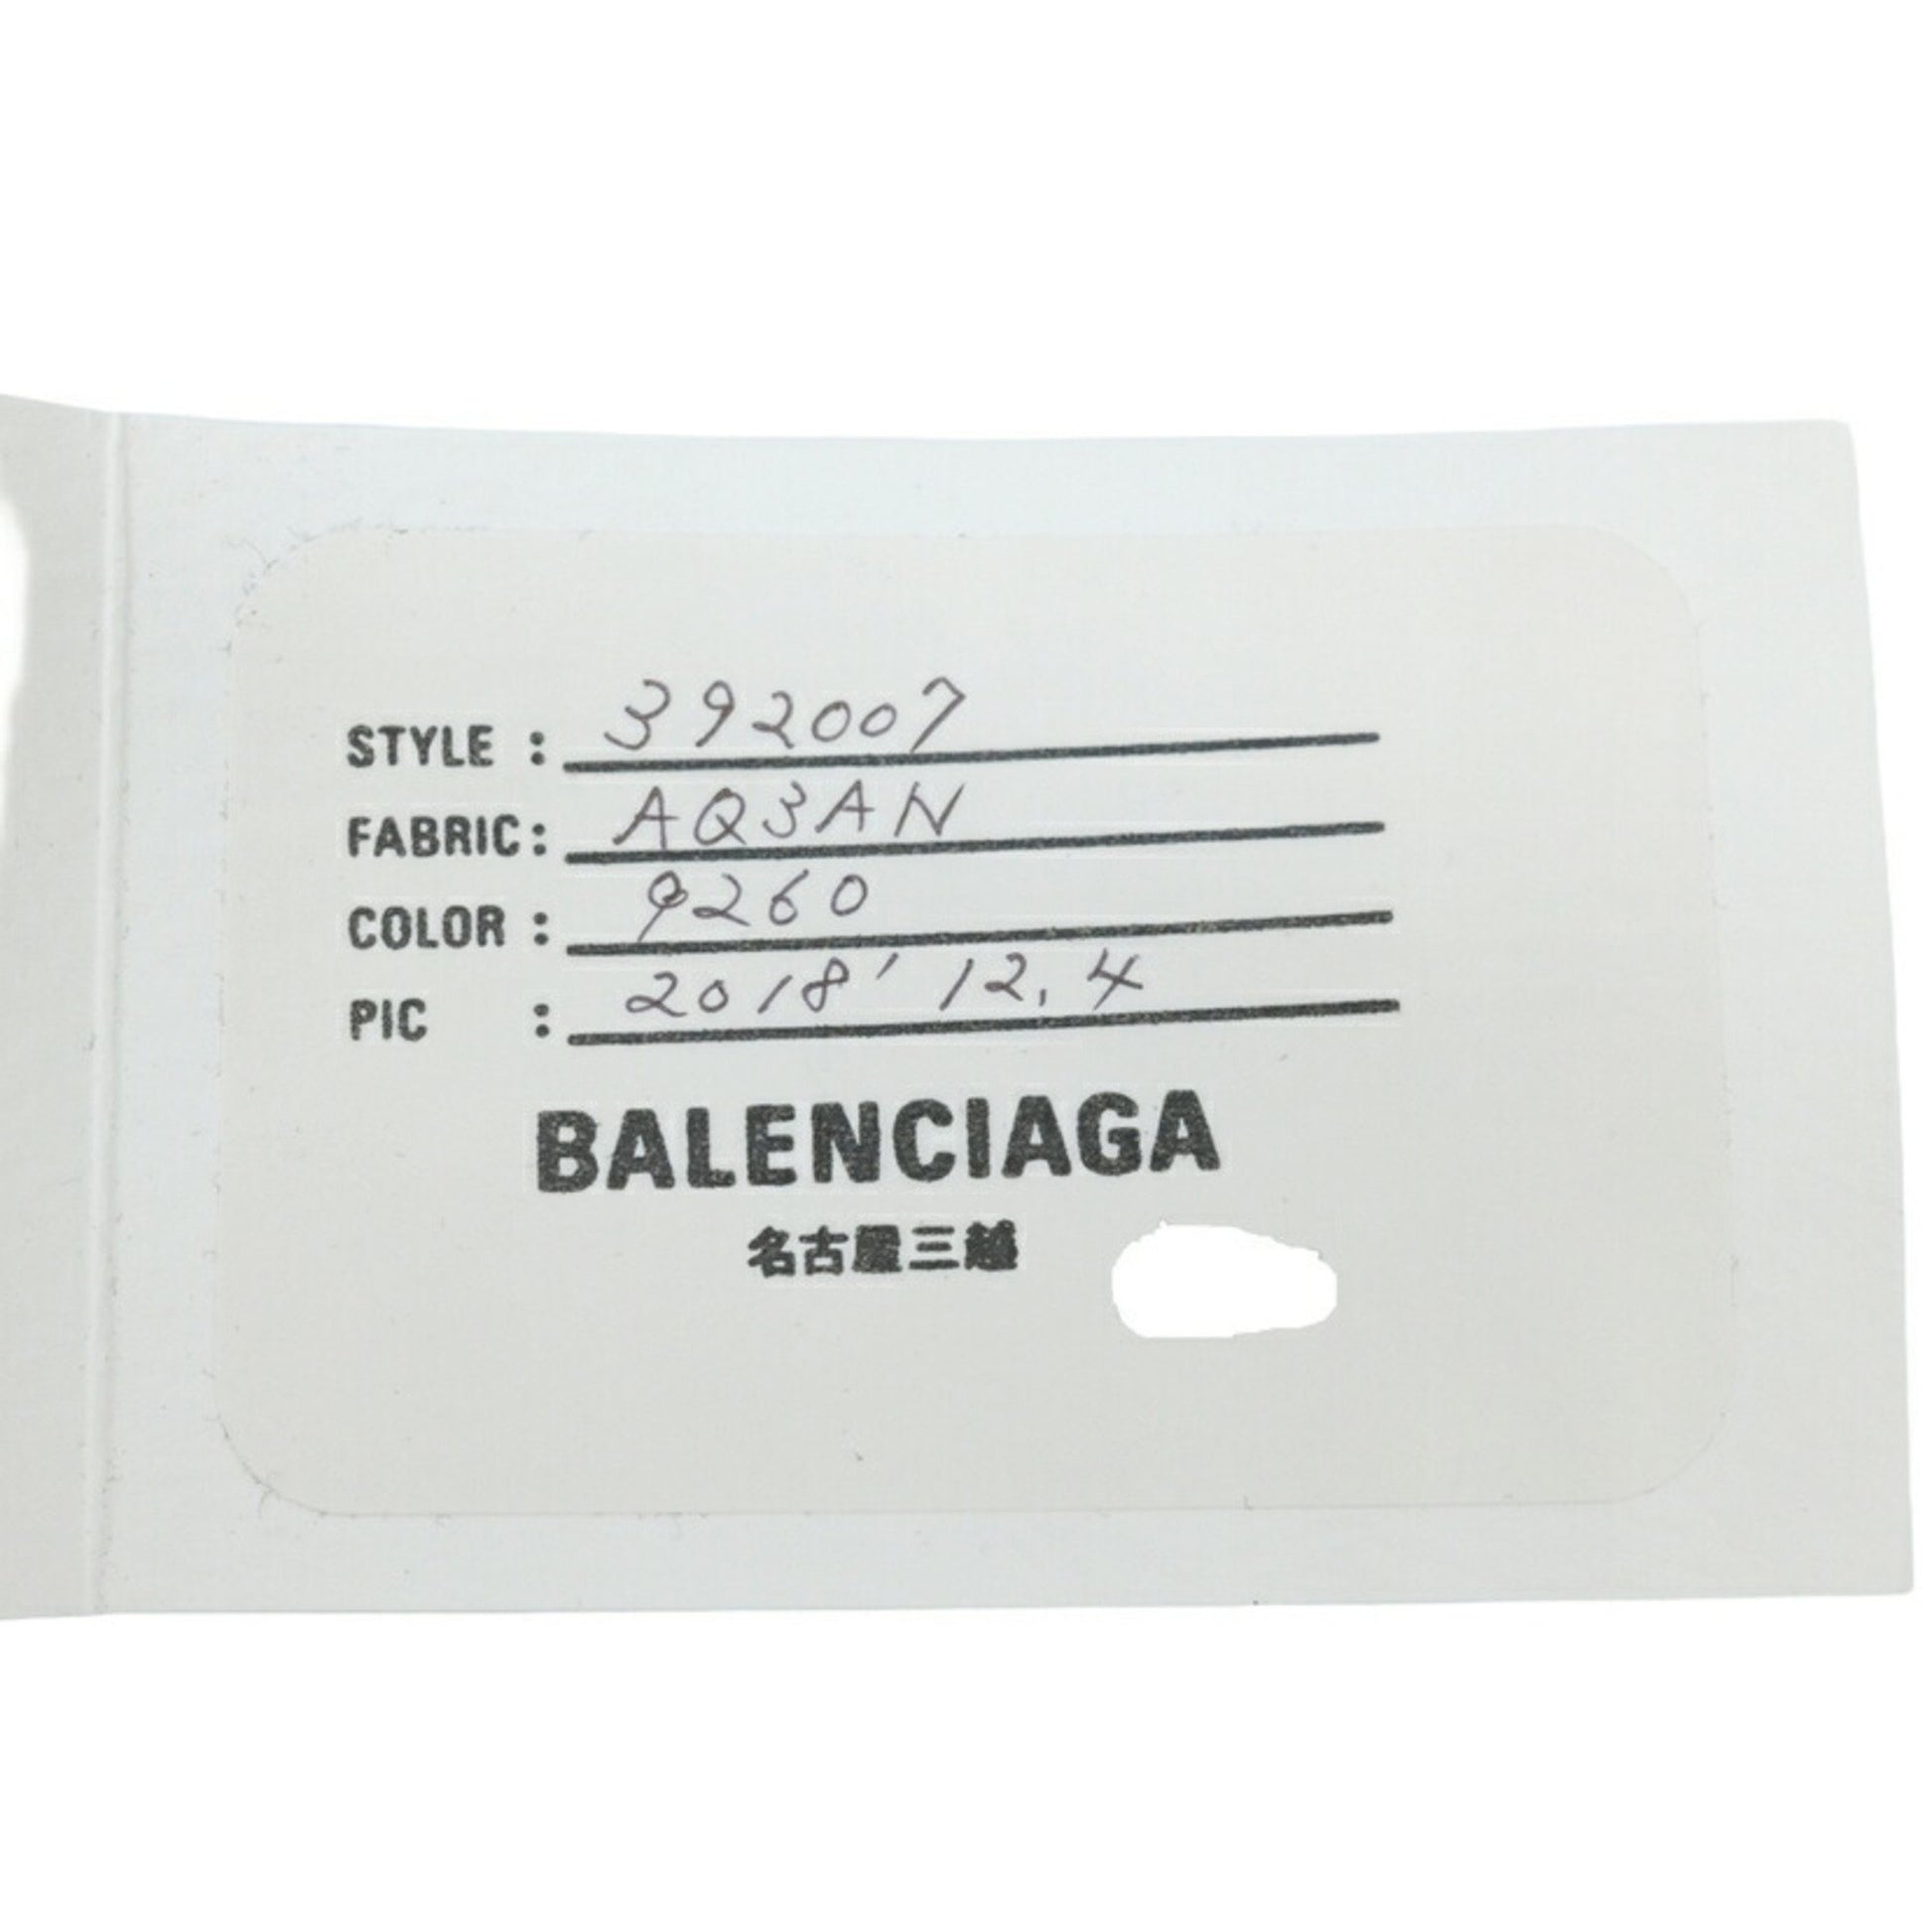 STYLE : 392007
FABRIC: AQ3AN
COLOR : 9260
PIC : 2018' 12.4
BALENCIAGA
名古屋三越